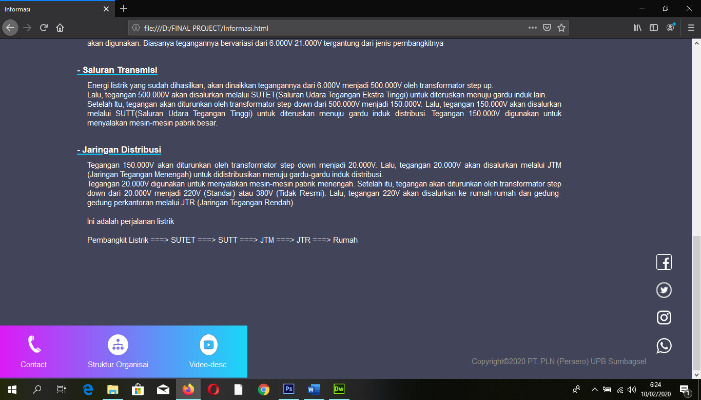 Informasi
file:///D:/FINAL PROJECT/Informasi.html
akan digunakan. Biasanya tegangannya bervariasi dari 6.000V 21.000V tergantung dari jenis pembangkitnya
- Saluran Transmisi
Energi listrik yang sudah dihasilkan, akan dinaikkan tegangannya dari 6.000V menjadi 500.000V oleh transformator step up.
Lalu, tegangan 500.000V akan disalurkan melalui SUTET(Saluran Udara Tegangan Ekstra Tinggi) untuk diteruskan menuju gardu induk lain.
Setelah itu, tegangan akan diturunkan oleh transformator step down dari 500.000V menjadi 150.000V. Lalu, tegangan 150.000V akan disalurkan
melalui SUTT(Saluran Udara Tegangan Tinggi) untuk diteruskan menuju gardu induk distribusi. Tegangan 150.000V digunakan untuk
menyalakan mesin-mesin pabrik besar.
- Jaringan Distribusi
Tegangan 150.000V akan diturunkan oleh transformator step down menjadi 20.000V. Lalu, tegangan 20.000V akan disalurkan melalui JTM
(Jaringan Tegangan Menengah) untuk didistribusikan menuju gardu-gardu induk distribusi.
Tegangan 20.000V digunakan untuk menyalakan mesin-mesin pabrik menengah. Setelah itu, tegangan akan diturunkan oleh transformator step
down dari 20.000V menjadi 220V (Standar) atau 380V (Tidak Resmi). Lalu, tegangan 220V akan disalurkan ke rumah rumah dan gedung
gedung perkantoran melalui JTR (Jaringan Tegangan Rendah).
Ini adalah perjalanan listrik
Pembangkit Listrik ===> SUTET ===> SUTT ===> JTM ===> JTR ===> Rumah
Contact
Struktur Organisai
Video-desc
Copyright©2020 PT. PLN (Persero) UPB Sumbagsel
6:24
10/02/2020